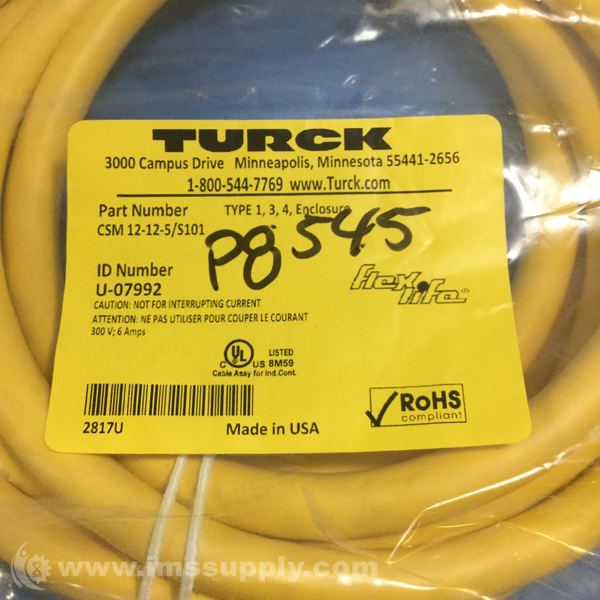 TURCK
3000 Campus Drive Minneapolis, Minnesota 55441-2656
1-800-544-7769 www.Turck.com
Part Number TYPE 1, 3, 4, Enclosure
CSM 12-12-5/S101
P8545
ID Number
U-07992
flex life®
CAUTION: NOT FOR INTERRUPTING CURRENT
ATTENTION: NE PAS UTILISER POUR COUPER LE COURANT
300 V; 6 Amps
C UL US LISTED 8M59
Cable Assy for Ind.Cont.
RoHS
compliant
2817U Made in USA
www.imssupply.com